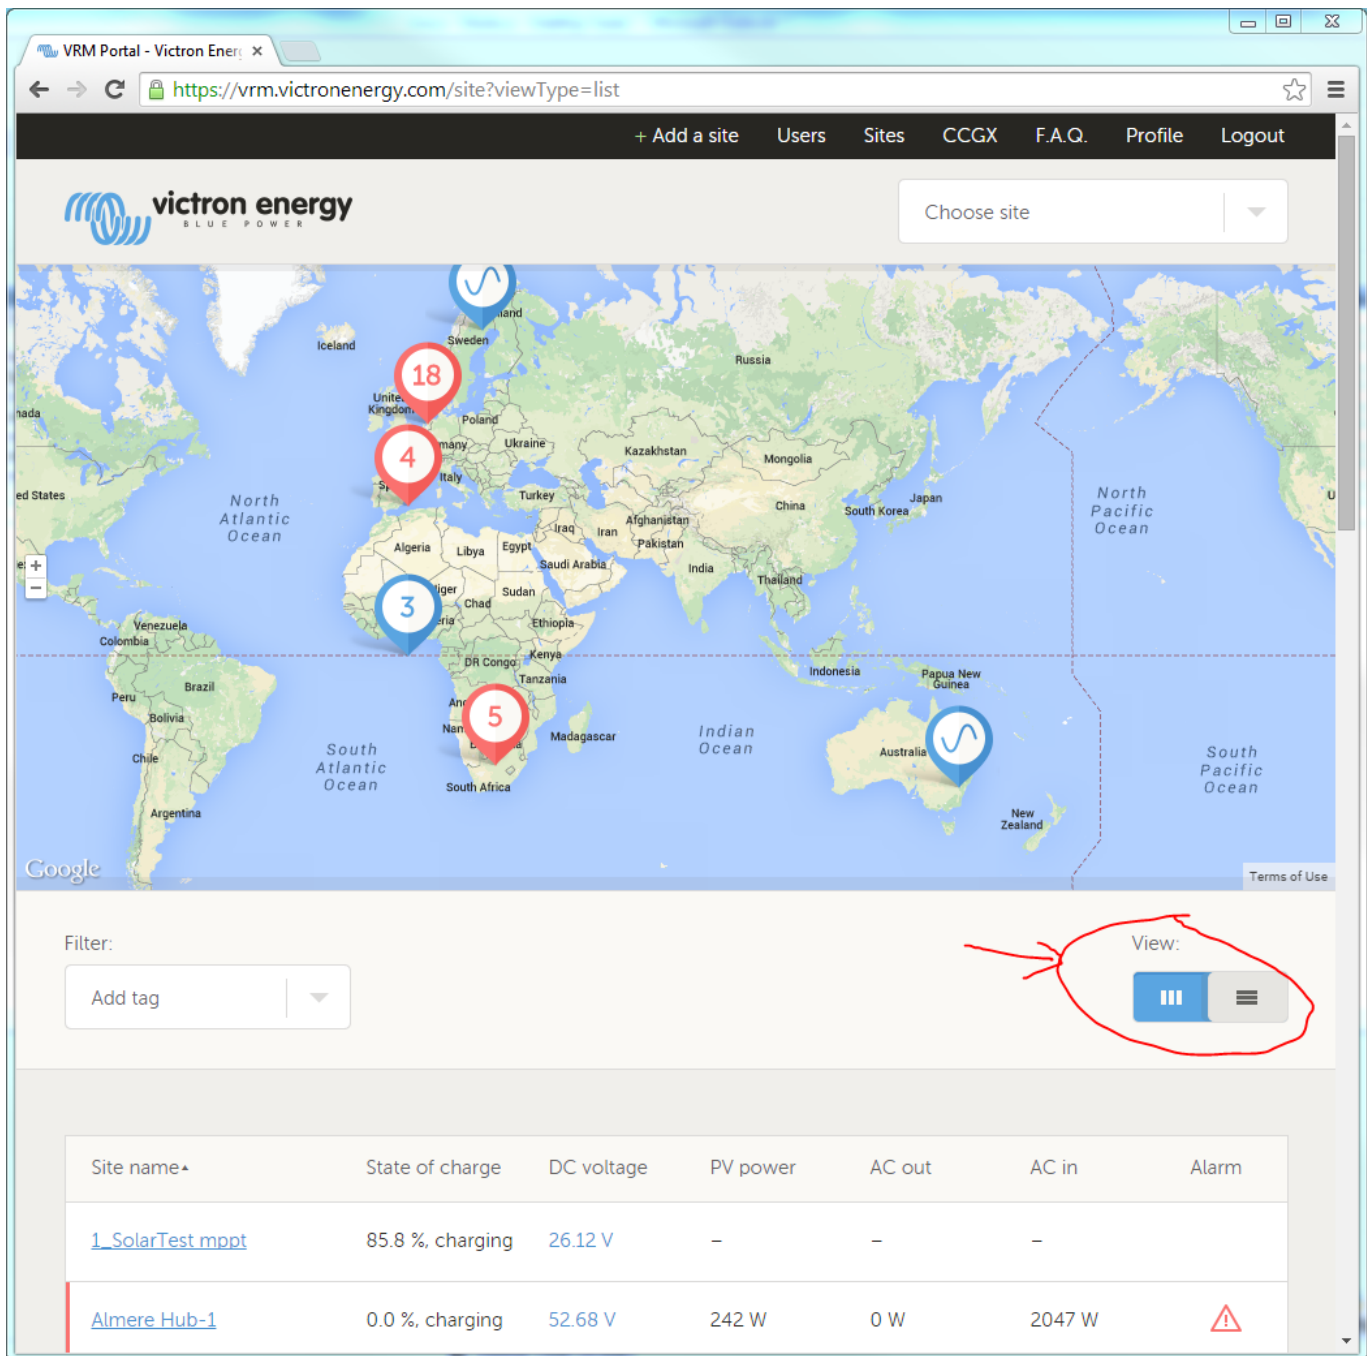 VRM Portal - Victron Energ
https://vrm.victronenergy.com/site?viewType=list
+ Add a site Users Sites CCGX F.A.Q. Profile Logout
victron energy
BLUE POWER
Choose site
Iceland
Sweden
Russia
18
Kingdom
Poland
Ukraine
4
Kazakhstan
Mongolia
Italy
ed States
North
Atlantic
Ocean
Turkey
China
South Korea
Japan
North
Pacific
Ocean
Afghanistan
Iraq
Iran
Pakistan
Algeria
Libya
Egypt
Saudi Arabia
India
Thailand
+
−
3
Chad
Sudan
Ethiopia
Venezuela
Colombia
DR Congo
Kenya
Tanzania
Indonesia
Papua New
Guinea
Peru
Brazil
Bolivia
5
Madagascar
Indian
Ocean
Australia
Chile
South
Atlantic
Ocean
South Africa
South
Pacific
Ocean
Argentina
New
Zealand
Google
Terms of Use
Filter:
View:
Add tag
Site name State of charge DC voltage PV power AC out AC in Alarm
1_SolarTest mppt 85.8 %, charging 26.12 V – – –
Almere Hub-1 0.0 %, charging 52.68 V 242 W 0 W 2047 W